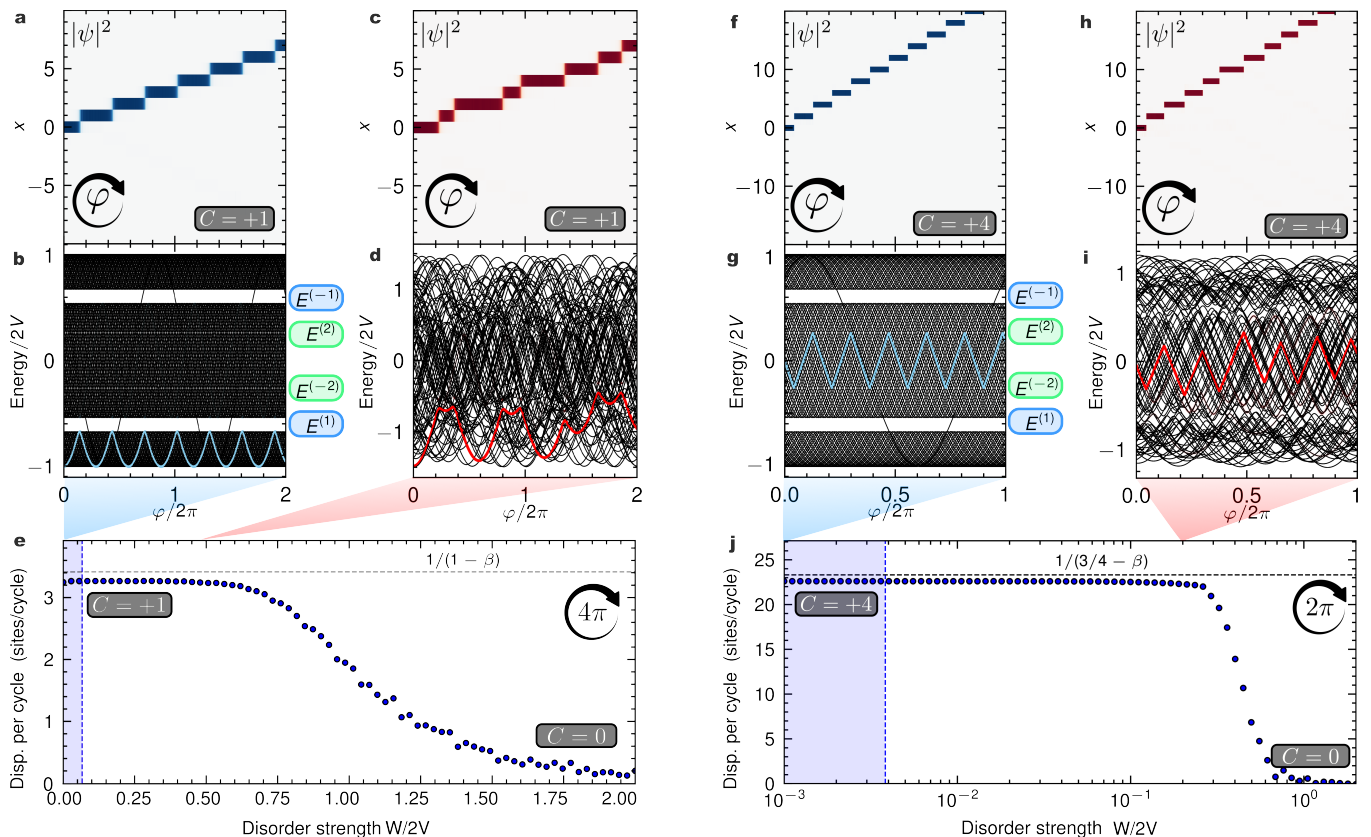 a
|ψ|²
5
0
−5
x
φ
C = +1
c
|ψ|²
5
0
−5
x
φ
C = +1
f
|ψ|²
10
0
−10
x
φ
C = +4
h
|ψ|²
10
0
−10
x
φ
C = +4
b
1
0
−1
Energy/2V
0 1 2
φ/2π
E⁽⁻¹⁾
E⁽²⁾
E⁽⁻²⁾
E⁽¹⁾
d
1
0
−1
Energy/2V
0 1 2
φ/2π
g
1
0
−1
Energy/2V
0.0 0.5 1
φ/2π
E⁽⁻¹⁾
E⁽²⁾
E⁽⁻²⁾
E⁽¹⁾
i
1
0
−1
Energy/2V
0.0 0.5 1
φ/2π
e
1/(1 − β)
C = +1
4π
C = 0
3
2
1
0
Disp. per cycle (sites/cycle)
0.00 0.25 0.50 0.75 1.00 1.25 1.50 1.75 2.00
Disorder strength W/2V
j
1/(3/4 − β)
C = +4
2π
C = 0
25
20
15
10
5
0
Disp. per cycle (sites/cycle)
10⁻³ 10⁻² 10⁻¹ 10⁰
Disorder strength W/2V